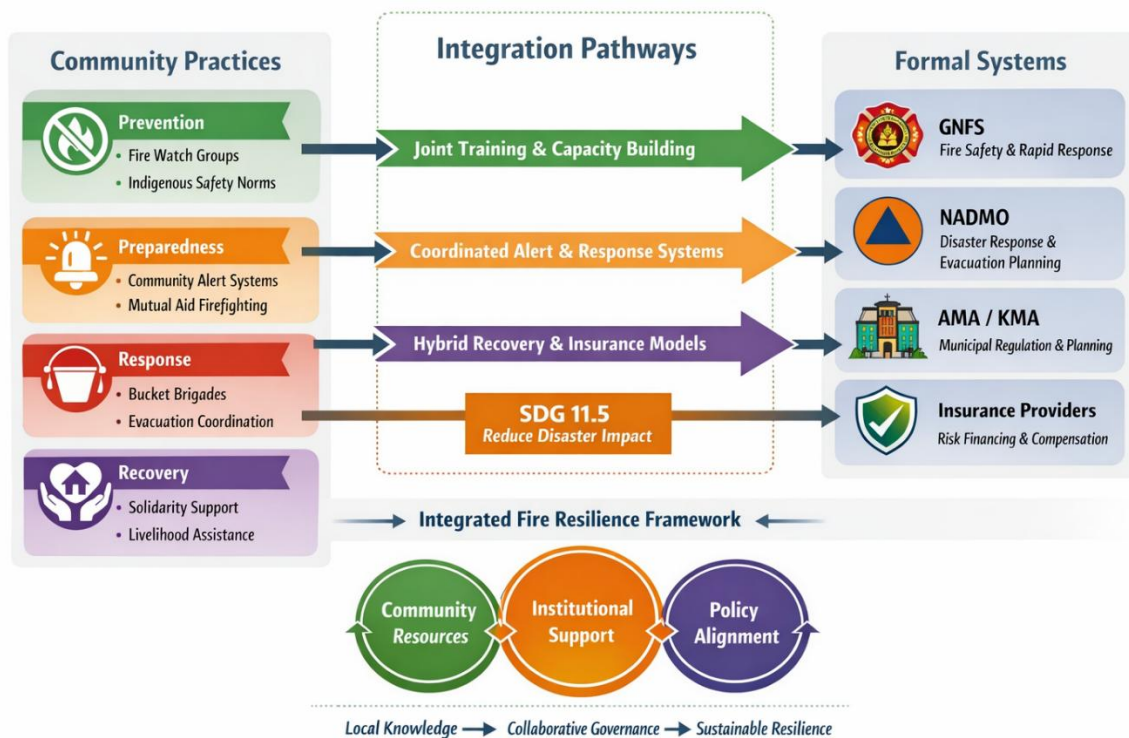 Community Practices
Prevention
• Fire Watch Groups
• Indigenous Safety Norms
Preparedness
• Community Alert Systems
• Mutual Aid Firefighting
Response
• Bucket Brigades
• Evacuation Coordination
Recovery
• Solidarity Support
• Livelihood Assistance
Integration Pathways
Joint Training & Capacity Building
Coordinated Alert & Response Systems
Hybrid Recovery & Insurance Models
SDG 11.5
Reduce Disaster Impact
Formal Systems
GNFS
Fire Safety & Rapid Response
NADMO
Disaster Response &
Evacuation Planning
AMA / KMA
Municipal Regulation & Planning
Insurance Providers
Risk Financing & Compensation
Integrated Fire Resilience Framework
Community
Resources
Institutional
Support
Policy
Alignment
Local Knowledge → Collaborative Governance → Sustainable Resilience